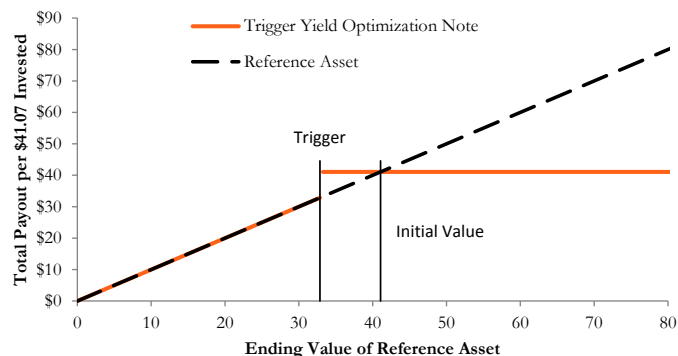 $90
$80
$70
$60
$50
$40
$30
$20
$10
$0
Total Payout per $41.07 Invested
Trigger Yield Optimization Note
Reference Asset
Trigger
Initial Value
0 10 20 30 40 50 60 70 80
Ending Value of Reference Asset